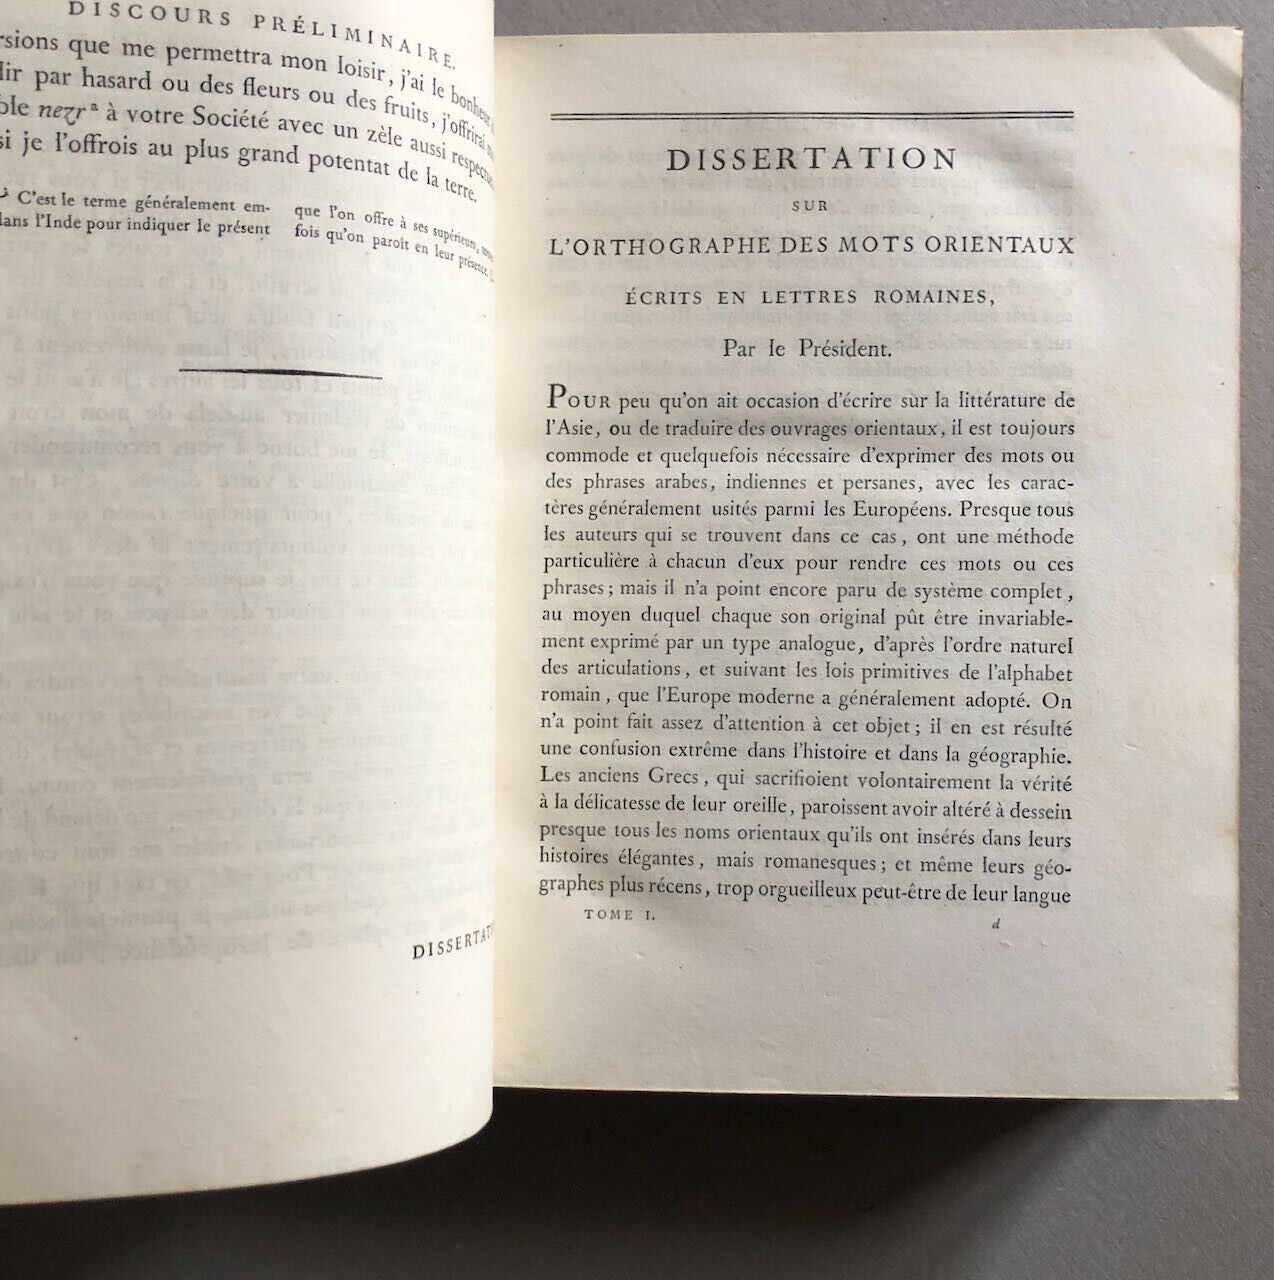 DISCOURS PRÉLIMINAIRE.
rsions que me permettra mon loisir, j'ai le bonheur
lir par hasard ou des fleurs ou des fruits, j'offrirai
ble nezr a à votre Société avec un zèle aussi respectueux
si je l'offrois au plus grand potentat de la terre.
C'est le terme généralement em-
dans l'Inde pour indiquer le présent
que l'on offre à ses supérieurs,
fois qu'on paroît en leur présence.
DISSERTAT
DISSERTATION
SUR
L'ORTHOGRAPHE DES MOTS ORIENTAUX
ÉCRITS EN LETTRES ROMAINES,
Par le Président.
POUR peu qu'on ait occasion d'écrire sur la littérature de
l'Asie, ou de traduire des ouvrages orientaux, il est toujours
commode et quelquefois nécessaire d'exprimer des mots ou
des phrases arabes, indiennes et persanes, avec les carac-
tères généralement usités parmi les Européens. Presque tous
les auteurs qui se trouvent dans ce cas, ont une méthode
particulière à chacun d'eux pour rendre ces mots ou ces
phrases; mais il n'a point encore paru de système complet,
au moyen duquel chaque son original pût être invariable-
ment exprimé par un type analogue, d'après l'ordre naturel
des articulations, et suivant les lois primitives de l'alphabet
romain, que l'Europe moderne a généralement adopté. On
n'a point fait assez d'attention à cet objet; il en est résulté
une confusion extrême dans l'histoire et dans la géographie.
Les anciens Grecs, qui sacrifioient volontairement la vérité
à la délicatesse de leur oreille, paroissent avoir altéré à dessein
presque tous les noms orientaux qu'ils ont insérés dans leurs
histoires élégantes, mais romanesques; et même leurs géo-
graphes plus récens, trop orgueilleux peut-être de leur langue
TOME I.
d